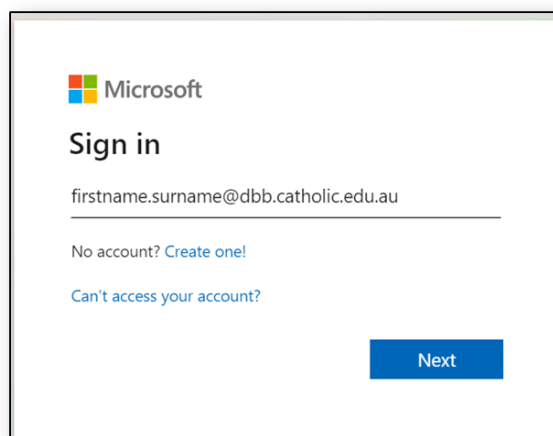 Microsoft
Sign in
firstname.surname@dbb.catholic.edu.au
No account? Create one!
Can't access your account?
Next